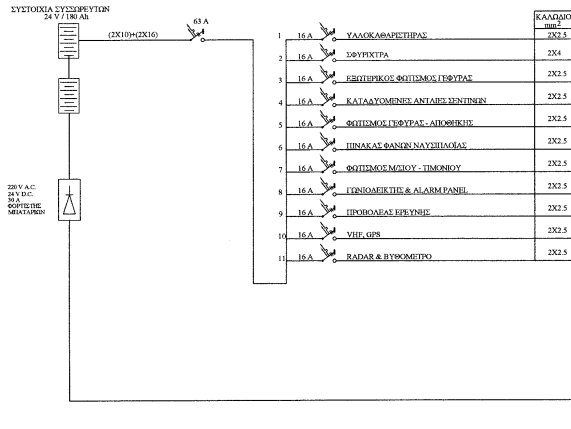 ΣΥΣΤΟΙΧΙΑ ΣΥΣΣΩΡΕΥΤΩΝ
24 V / 180 Ah
(2X10)+(2X16)
63 A
ΚΑΛΩΔΙΟ
mm2
1 16 A ΥΑΛΟΚΑΘΑΡΙΣΤΗΡΑΣ 2X2.5
2 16 A ΣΦΥΡΙΧΤΡΑ 2X4
3 16 A ΕΞΩΤΕΡΙΚΟΣ ΦΩΤΙΣΜΟΣ ΓΕΦΥΡΑΣ 2X2.5
4 16 A ΚΑΤΑΔΥΟΜΕΝΕΣ ΑΝΤΛΙΕΣ ΣΕΝΤΙΝΩΝ 2X2.5
5 16 A ΦΩΤΙΣΜΟΣ ΓΕΦΥΡΑΣ - ΑΠΟΘΗΚΗΣ 2X2.5
6 16 A ΠΙΝΑΚΑΣ ΦΑΝΩΝ ΝΑΥΣΙΠΛΟΪΑΣ 2X2.5
7 16 A ΦΩΤΙΣΜΟΣ Μ/ΣΙΟΥ - ΤΙΜΟΝΙΟΥ 2X2.5
8 16 A ΓΩΝΙΟΔΕΙΚΤΗΣ & ALARM PANEL 2X2.5
9 16 A ΠΡΟΒΟΛΕΑΣ ΕΡΕΥΝΗΣ 2X2.5
10 16 A VHF, GPS 2X2.5
11 16 A RADAR & ΒΥΘΟΜΕΤΡΟ 2X2.5
220 V A.C.
24 V D.C.
30 A
ΦΟΡΤΙΣΤΗΣ
ΜΠΑΤΑΡΙΩΝ